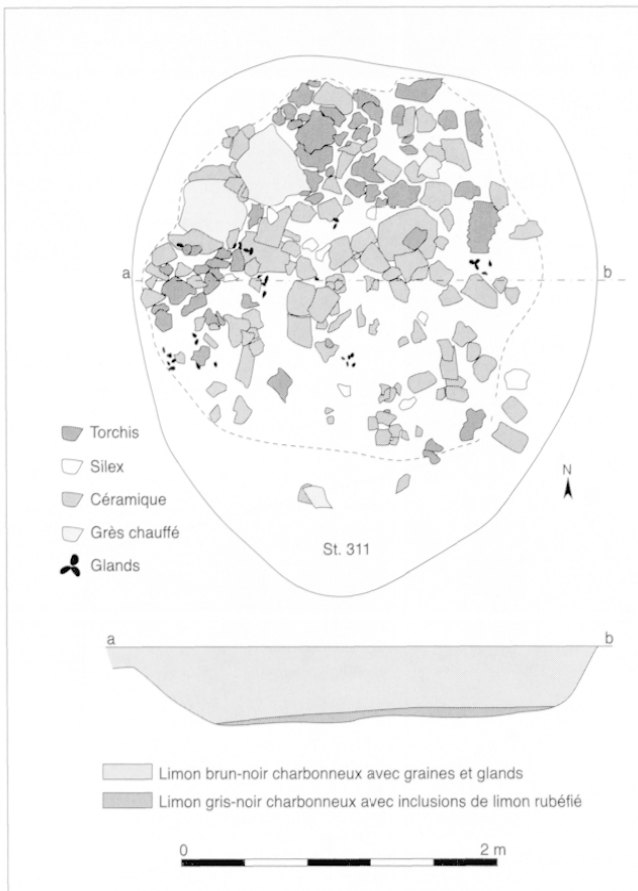 a
b
Torchis
Silex
Céramique
Grès chauffé
Glands
N
St. 311
a
b
Limon brun-noir charbonneux avec graines et glands
Limon gris-noir charbonneux avec inclusions de limon rubéfié
0
2 m